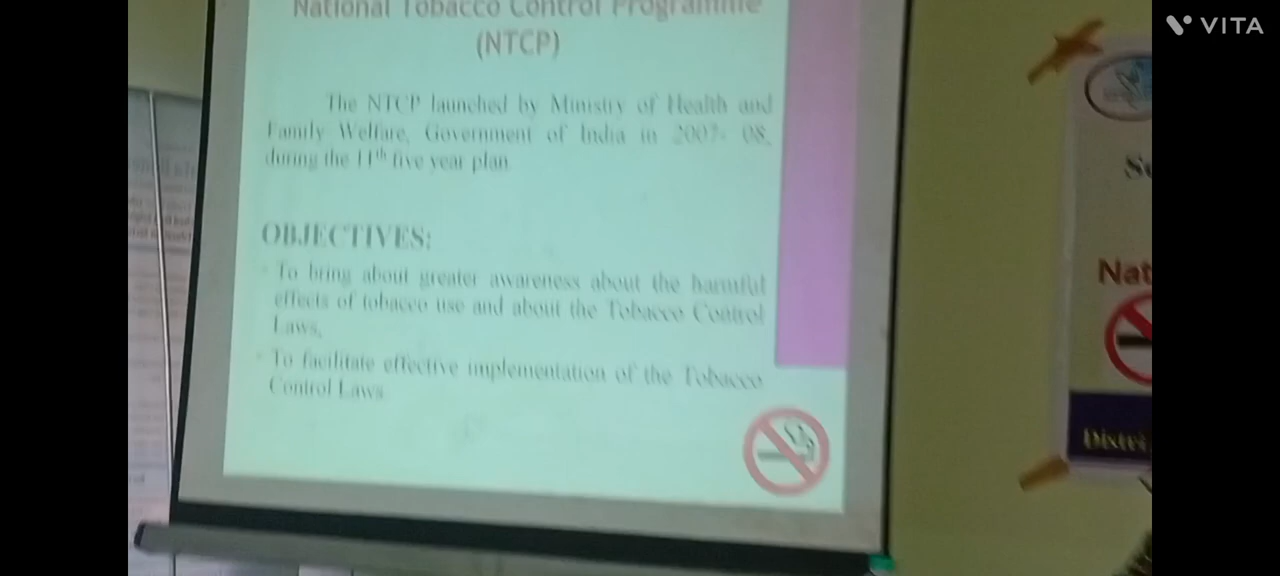 VITA
National Tobacco Control Programme
(NTCP)
The NTCP launched by Ministry of Health and
Family Welfare, Government of India in 2007- 08,
during the 11th five year plan
OBJECTIVES:
To bring about greater awareness about the harmful
effects of tobacco use and about the Tobacco Control
Laws.
To facilitate effective implementation of the Tobacco
Control Laws
Nat
Distri